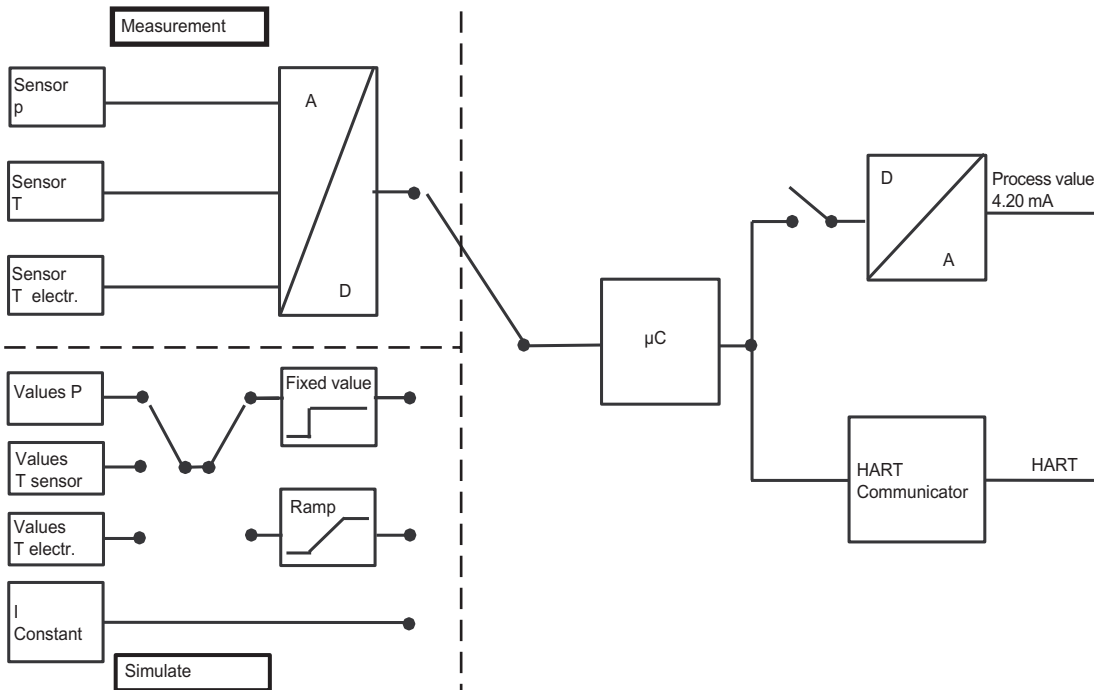 Measurement
Sensor
p
Sensor
T
Sensor
T electr.
A
D
Values P
Values
T sensor
Values
T electr.
I
Constant
Fixed value
Ramp
Simulate
µC
D
A
Process value
4.20 mA
HART
Communicator
HART